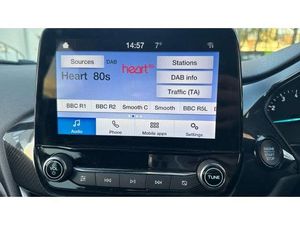 14:57 7°
Sources DAB Stations
Heart 80s heart DAB info
Traffic (TA)
BBC R1 BBC R2 Smooth C Smooth BBC R5L
Audio Phone Mobile apps Settings
VOL TUNE